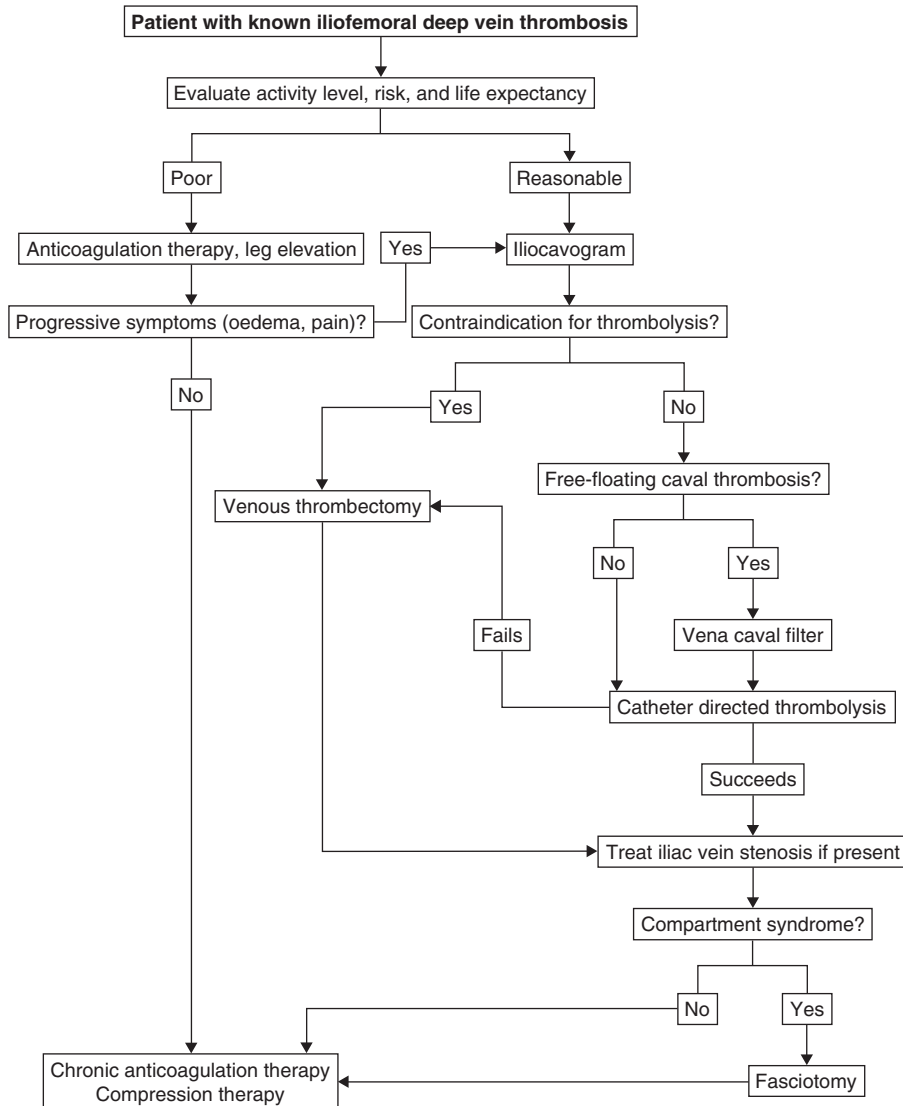 Patient with known iliofemoral deep vein thrombosis
Evaluate activity level, risk, and life expectancy
Poor
Reasonable
Anticoagulation therapy, leg elevation
Yes
Iliocavogram
Progressive symptoms (oedema, pain)?
Contraindication for thrombolysis?
No
Yes
No
Free-floating caval thrombosis?
Venous thrombectomy
No
Yes
Fails
Vena caval filter
Catheter directed thrombolysis
Succeeds
Treat iliac vein stenosis if present
Compartment syndrome?
No
Yes
Chronic anticoagulation therapy
Compression therapy
Fasciotomy